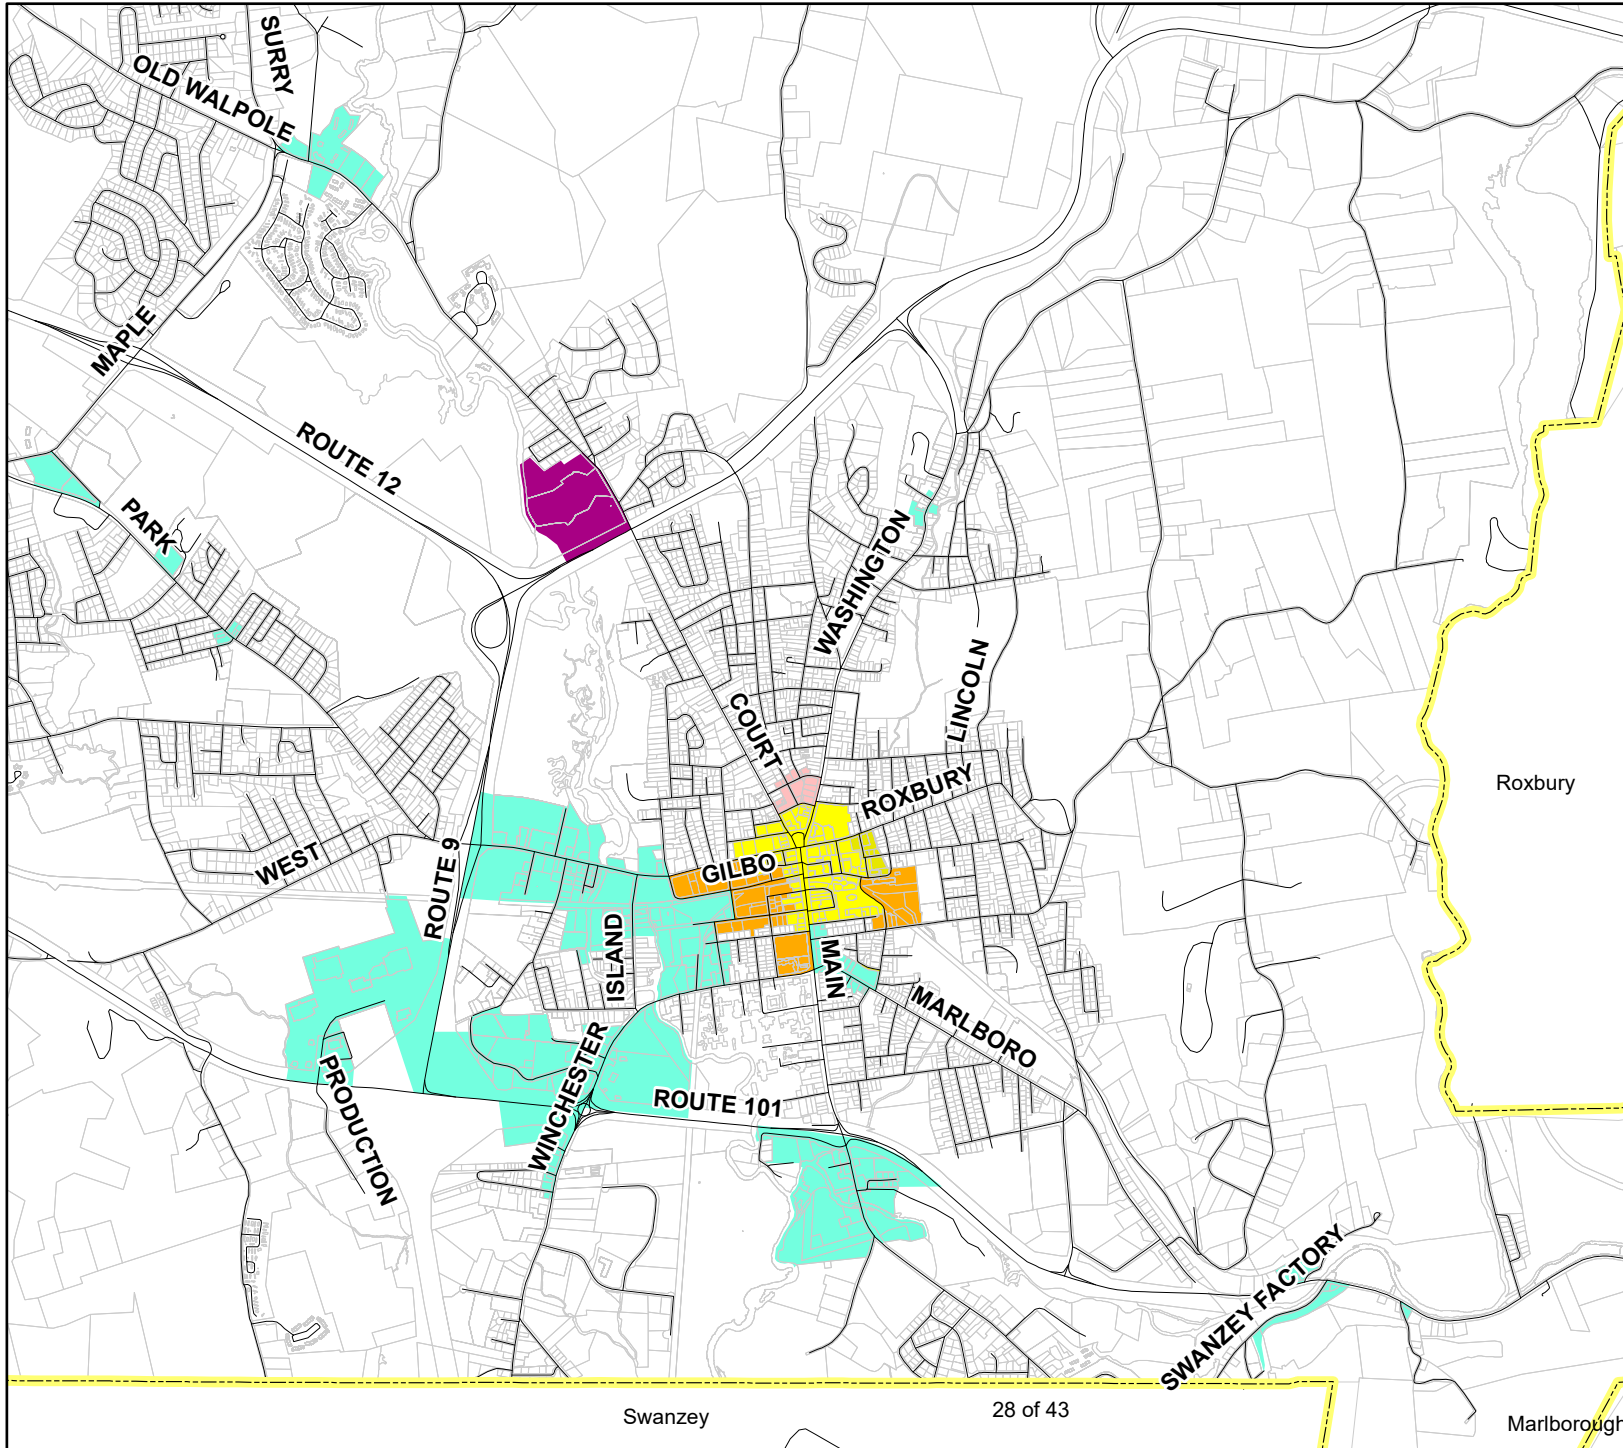 SURRY
OLD WALPOLE
MAPLE
ROUTE 12
PARK
WASHINGTON
LINCOLN
COURT
ROXBURY
Roxbury
GILBO
WEST
ROUTE 9
ISLAND
MAIN
MARLBORO
WINCHESTER
PRODUCTION
ROUTE 101
SWANZEY FACTORY
Swanzey
28 of 43
Marlborough